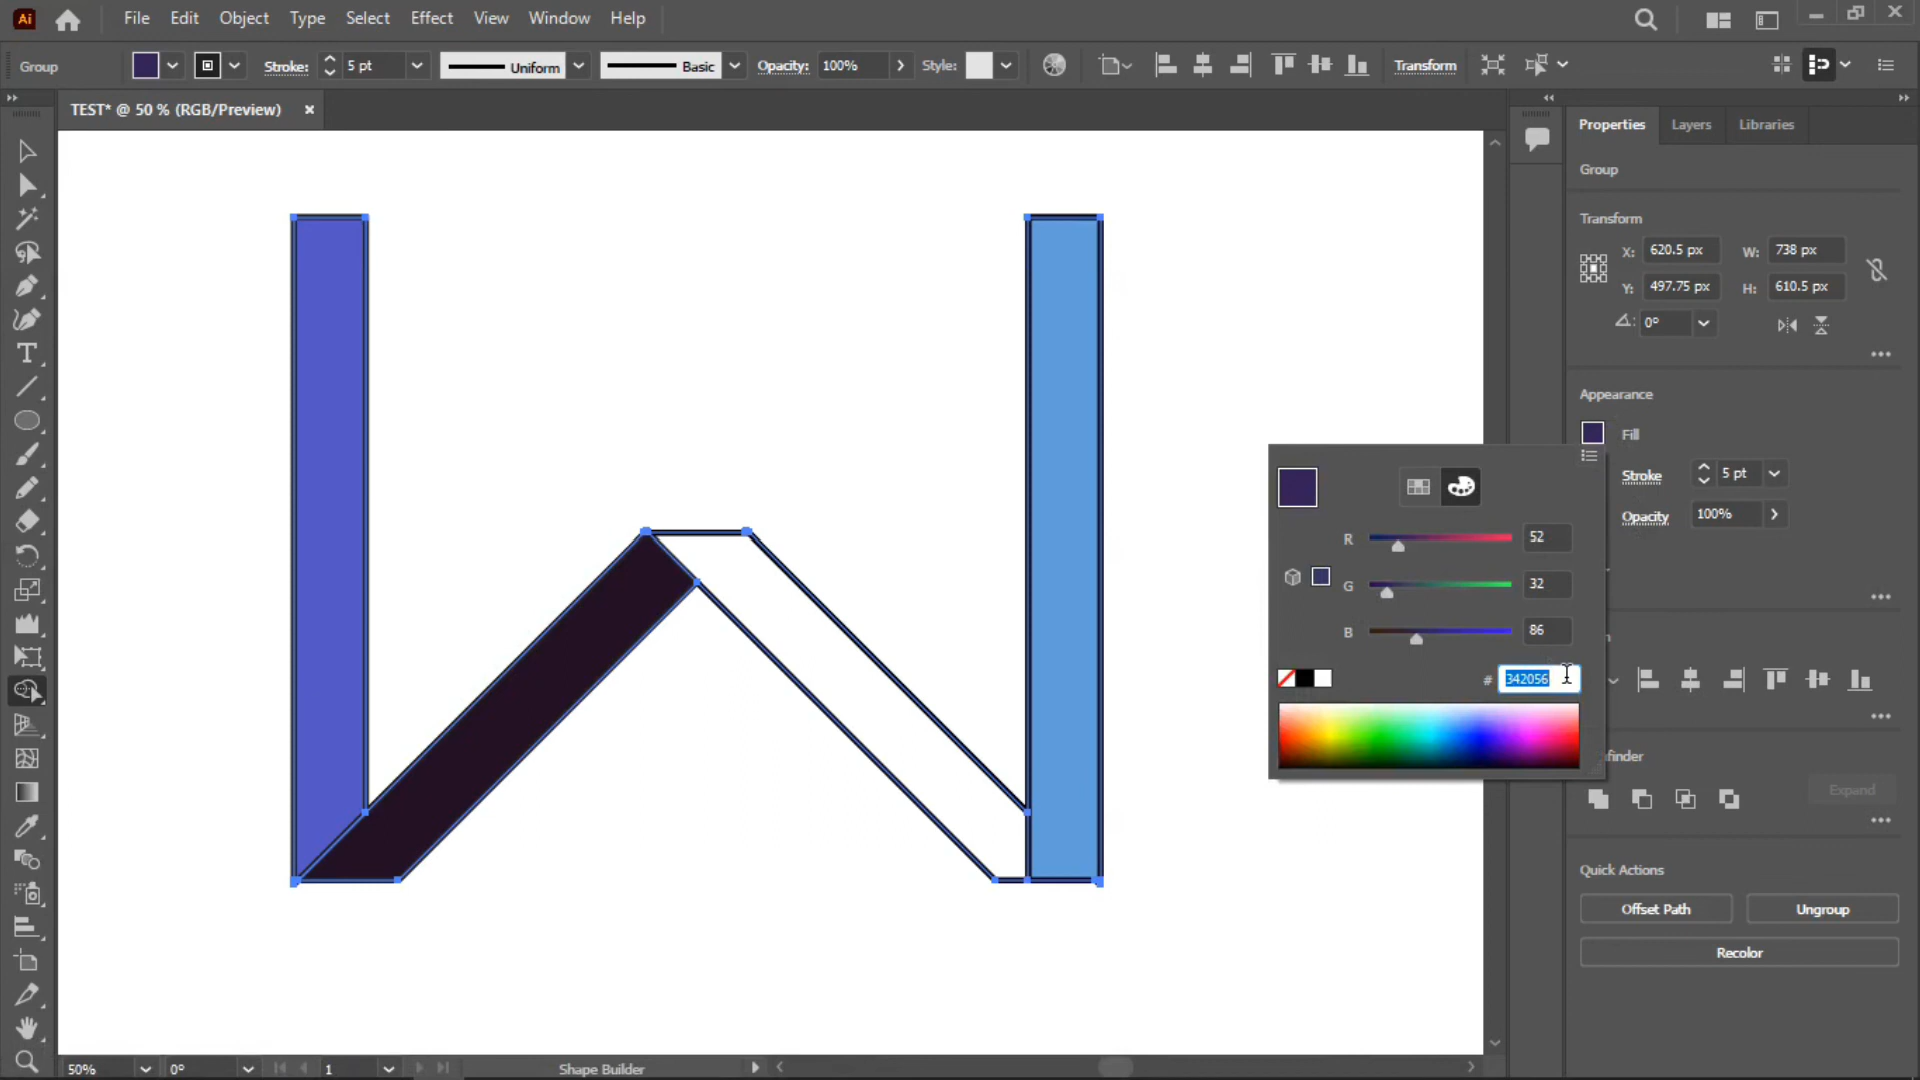 Ai File Edit Object Type Select Effect View Window Help
Group Stroke: 5 pt Uniform Basic Opacity: 100% Style: Transform
TEST* @ 50 % (RGB/Preview)
Properties Layers Libraries
Group
Transform
X: 620.5 px W: 738 px
Y: 497.75 px H: 610.5 px
0°
Appearance
Fill
Stroke 5 pt
Opacity 100%
R 52
G 32
B 86
# 342056
finder
Expand
Quick Actions
Offset Path Ungroup
Recolor
50% 0° 1 Shape Builder